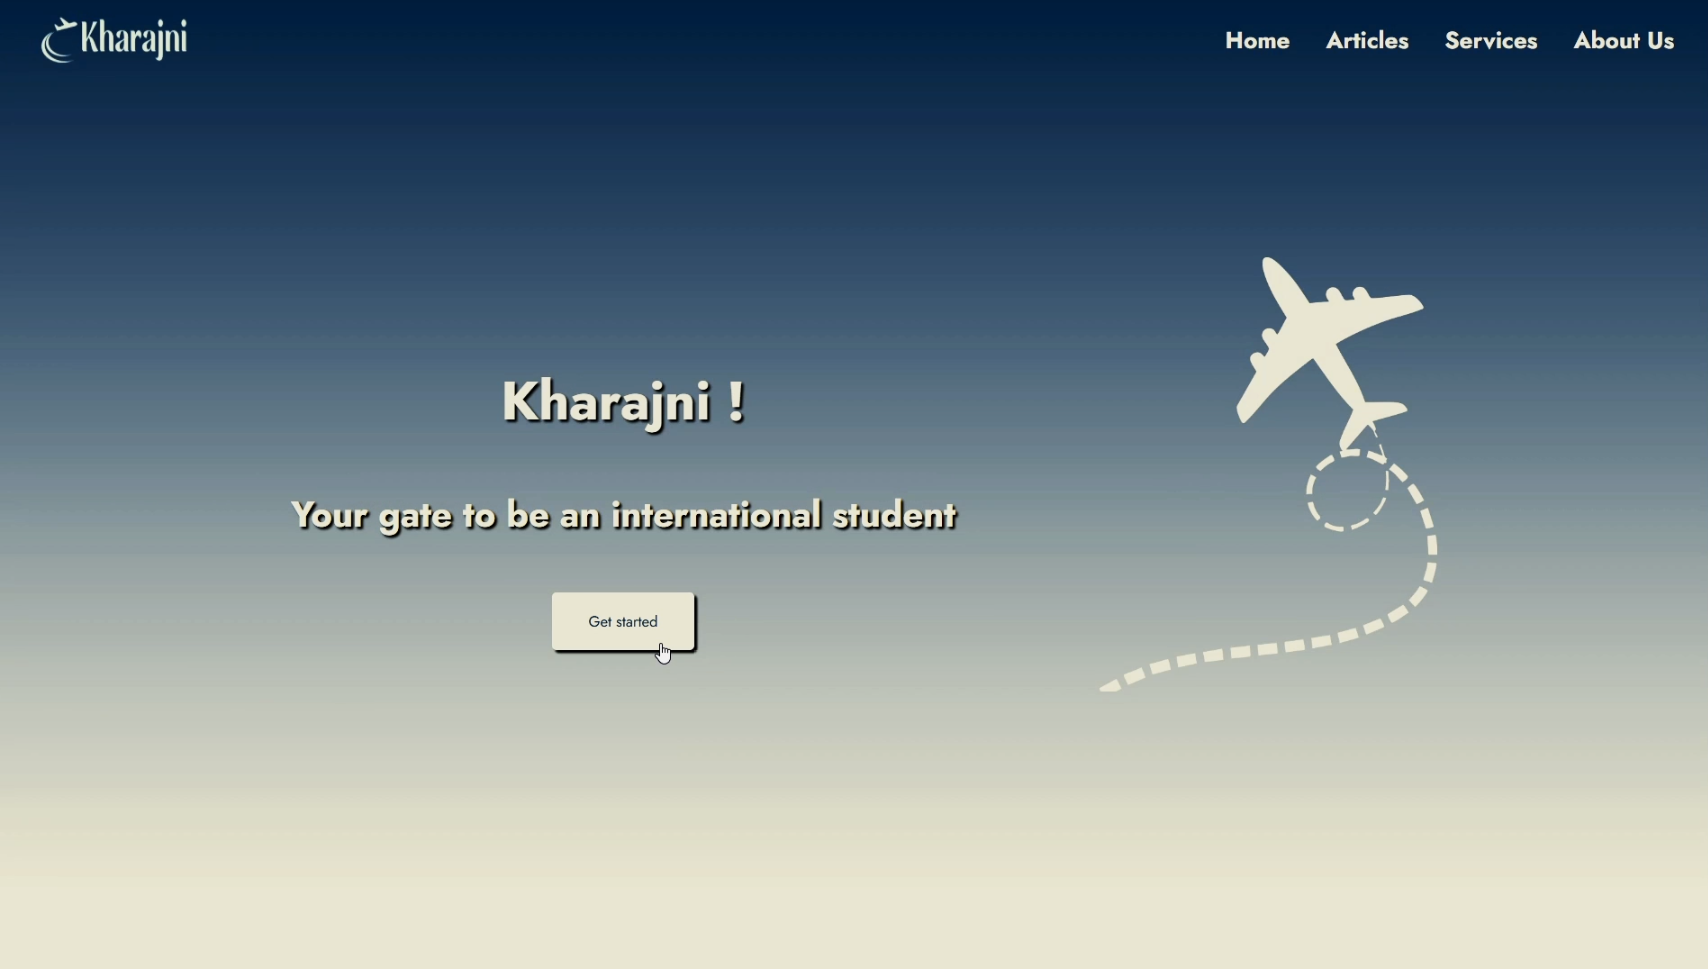 Kharajni
Home Articles Services About Us
Kharajni !
Your gate to be an international student
Get started